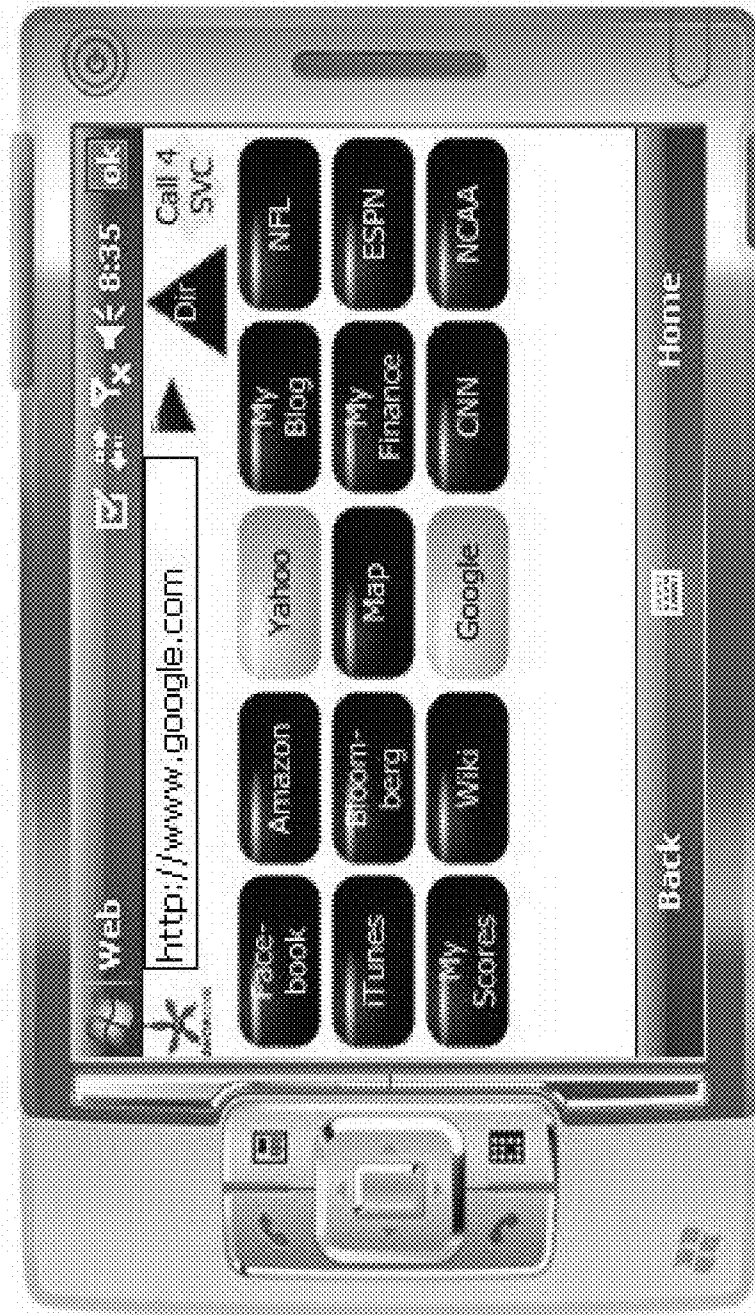 Web 8:35 ok
http://www.google.com
Dir
Call 4
SVC
Face-
book
Amazon
Yahoo
My
Blog
NFL
iTunes
Bloom-
berg
Map
My
Finance
ESPN
My
Scores
Wiki
Google
CNN
NCAA
Back
Home